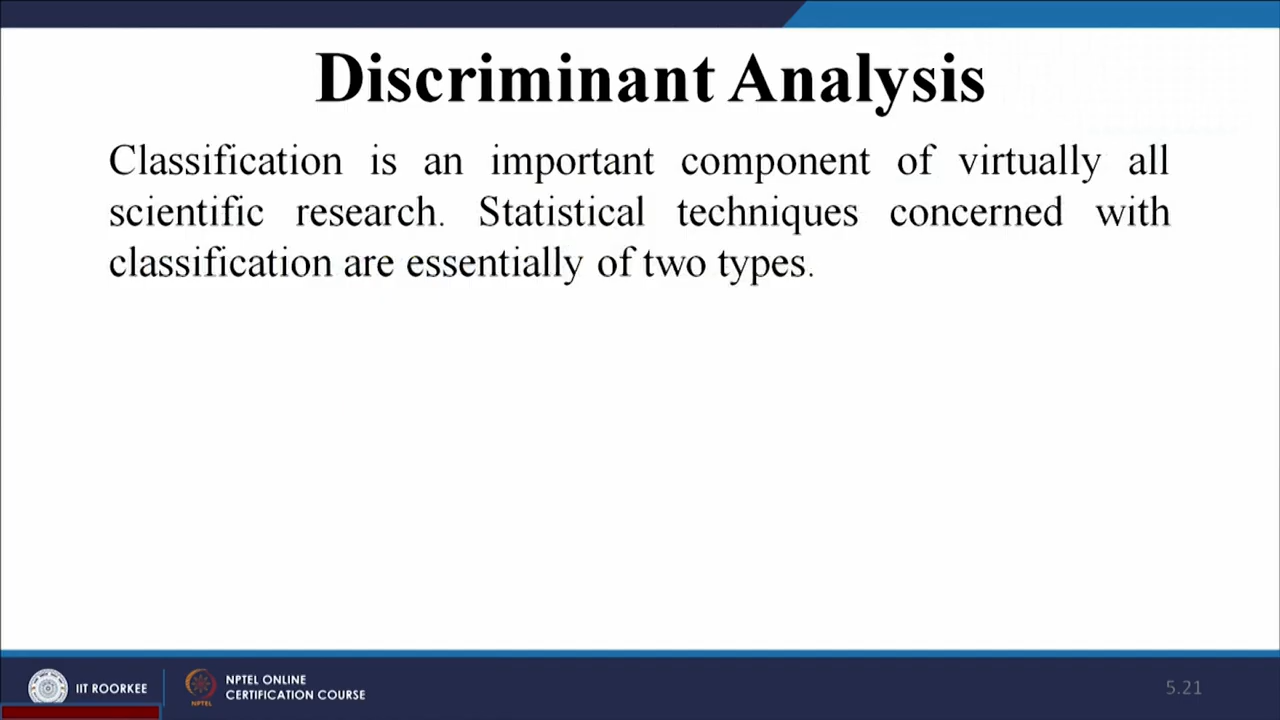 Discriminant Analysis
Classification is an important component of virtually all
scientific research. Statistical techniques concerned with
classification are essentially of two types.
IIT ROORKEE
NPTEL
NPTEL ONLINE
CERTIFICATION COURSE
5.21